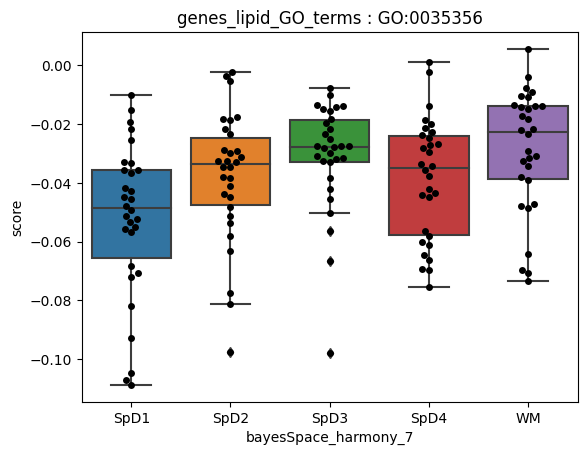 genes_lipid_GO_terms : GO:0035356
0.00
−0.02
−0.04
−0.06
−0.08
−0.10
score
SpD1 SpD2 SpD3 SpD4 WM
bayesSpace_harmony_7